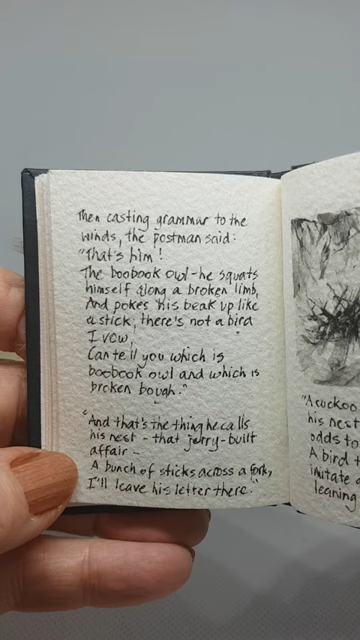 Then casting grammar to the
winds, the postman said:
"That's him!
The boobook owl - he squats
himself along a broken limb,
And pokes his beak up like
a stick, there's not a bird
I vow,
Can tell you which is
boobook owl and which is
broken bough."
"And that's the thing he calls
his nest - that jerry-built
affair -
A bunch of sticks across a fork,
I'll leave his letter there."
"A cuckoo
his nest
odds to
A bird
imitate a
leaning